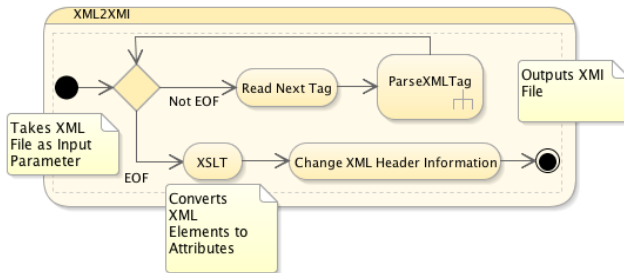 XML2XMI
Read Next Tag
ParseXMLTag
Not EOF
Outputs XMI
File
Takes XML
File as Input
Parameter
EOF
XSLT
Change XML Header Information
Converts
XML
Elements to
Attributes